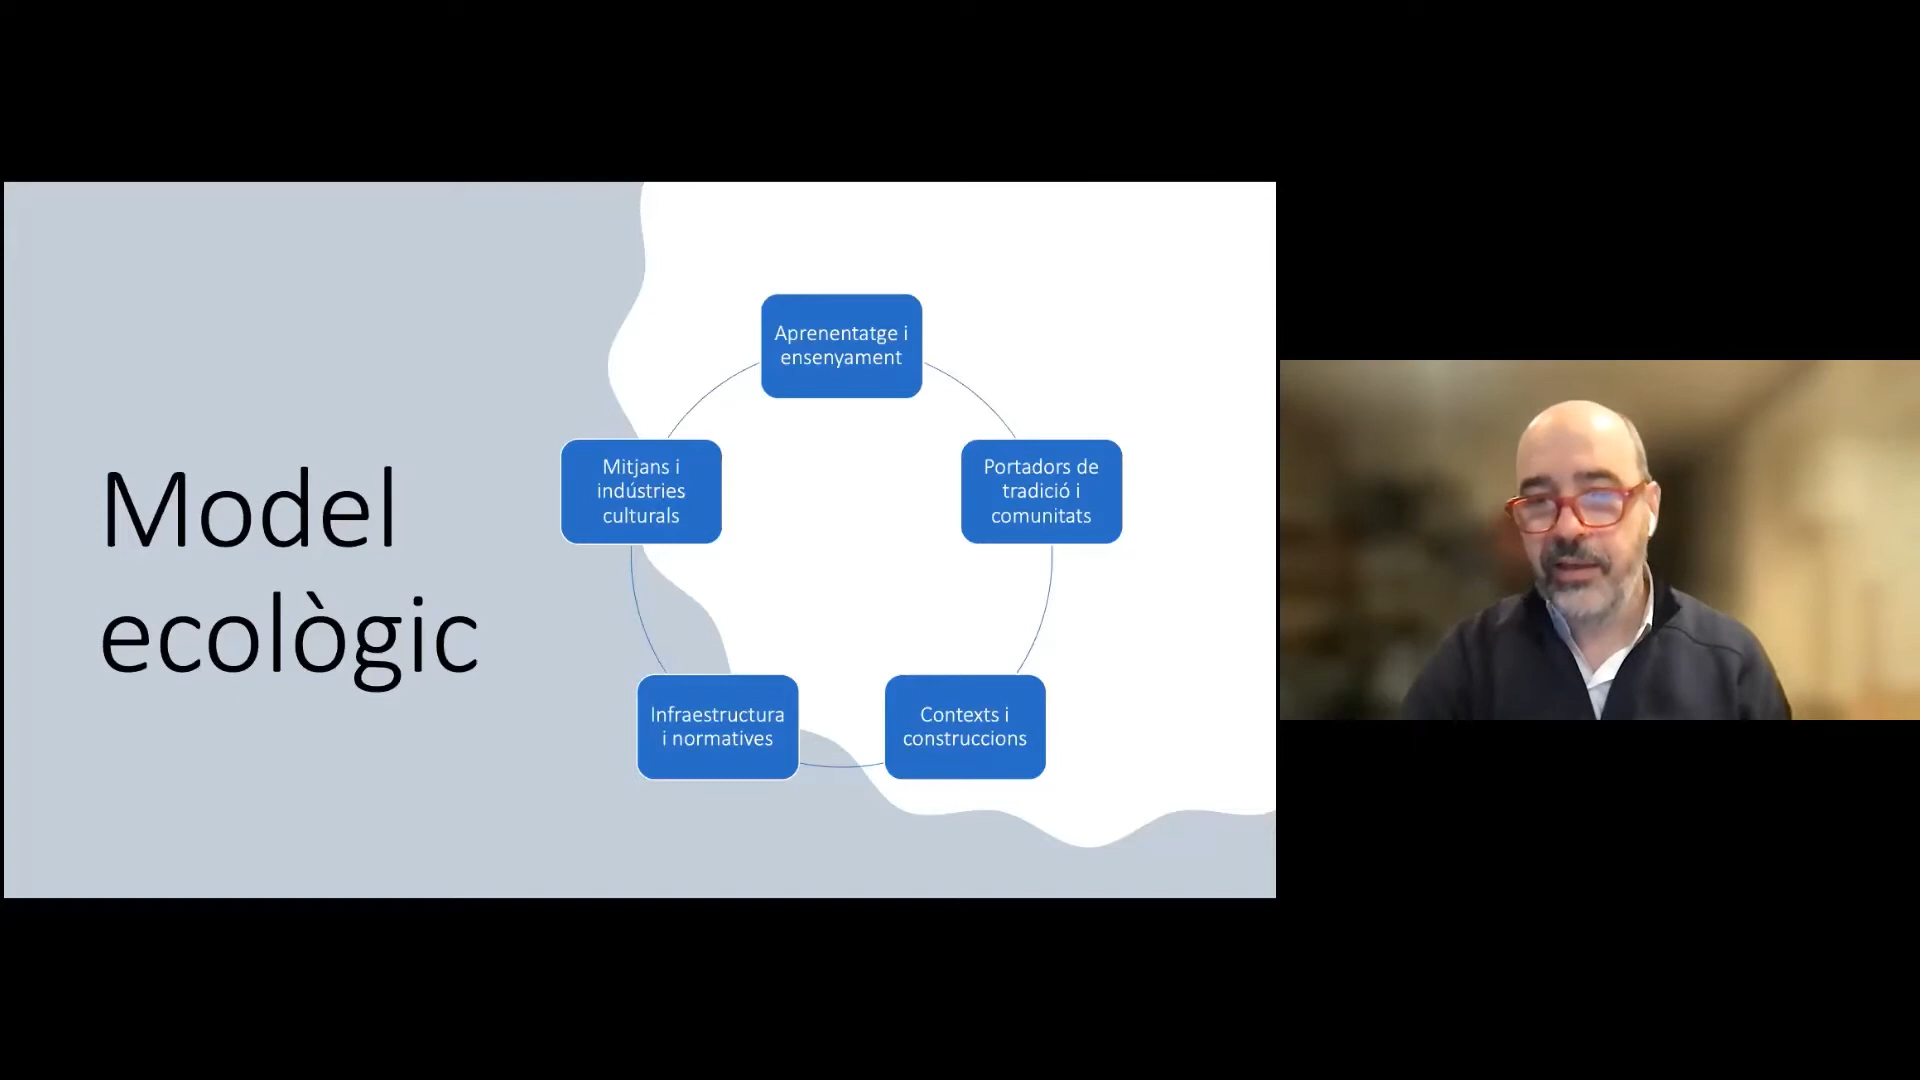 Model
ecològic
Aprenentatge i
ensenyament
Portadors de
tradició i
comunitats
Contexts i
construccions
Infraestructura
i normatives
Mitjans i
indústries
culturals